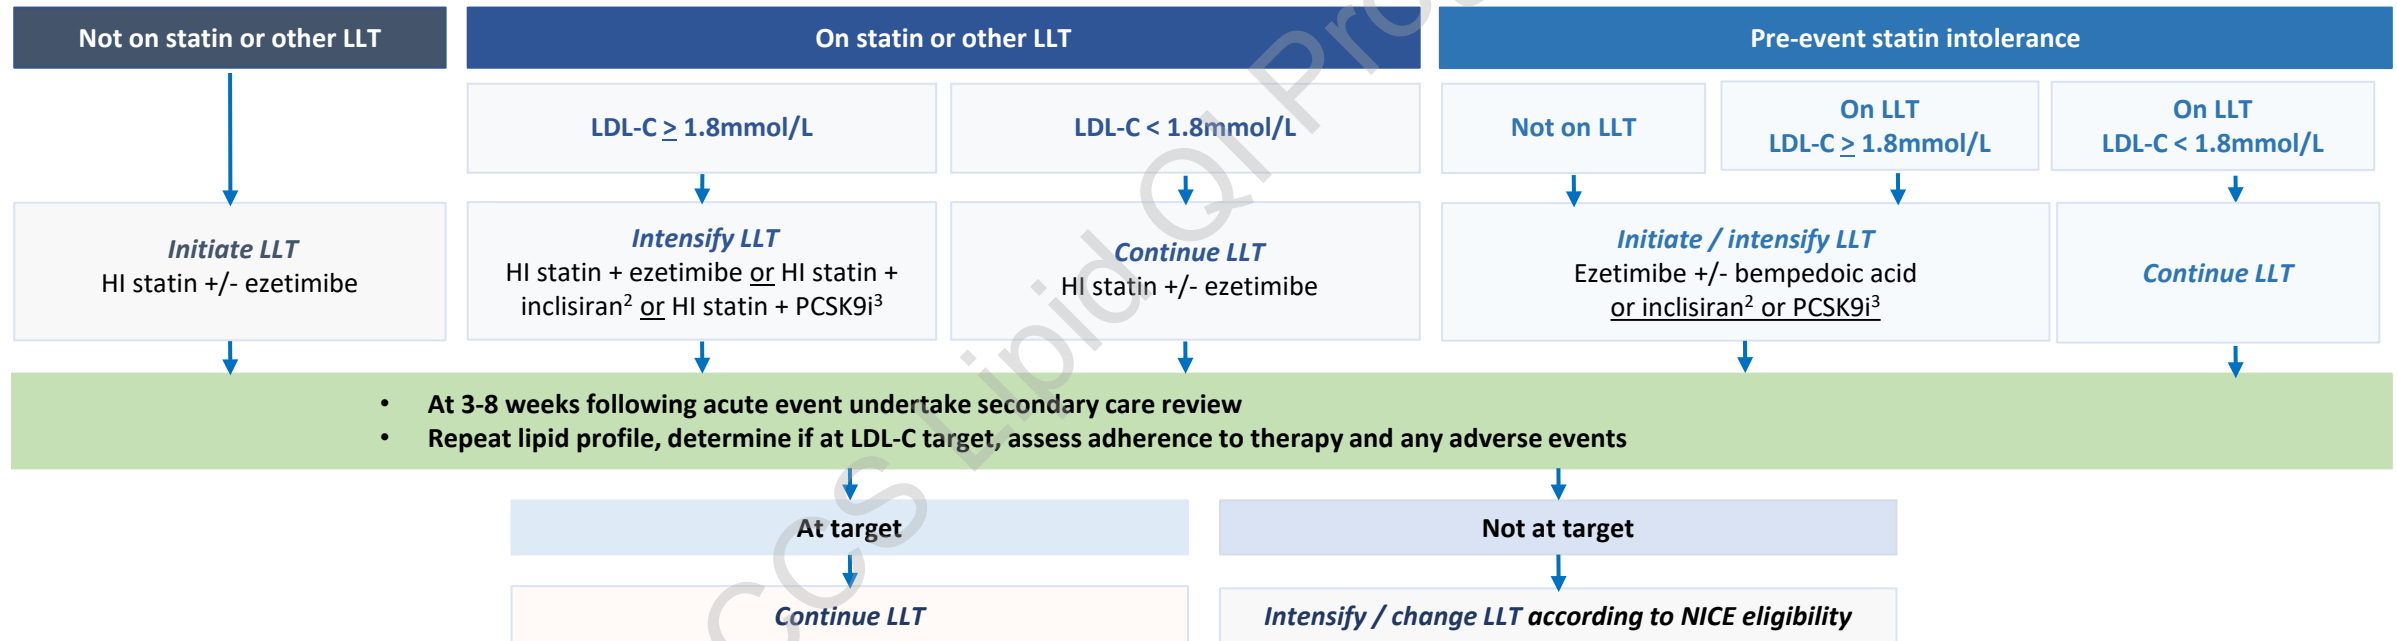 Not on statin or other LLT
On statin or other LLT
Pre-event statin intolerance
LDL-C ≥ 1.8mmol/L
LDL-C < 1.8mmol/L
Not on LLT
On LLT
LDL-C ≥ 1.8mmol/L
On LLT
LDL-C < 1.8mmol/L
Initiate LLT
HI statin +/- ezetimibe
Intensify LLT
HI statin + ezetimibe or HI statin +
inclisiran² or HI statin + PCSK9i³
Continue LLT
HI statin +/- ezetimibe
Initiate / intensify LLT
Ezetimibe +/- bempedoic acid
or inclisiran² or PCSK9i³
Continue LLT
• At 3-8 weeks following acute event undertake secondary care review
• Repeat lipid profile, determine if at LDL-C target, assess adherence to therapy and any adverse events
At target
Not at target
Continue LLT
Intensify / change LLT according to NICE eligibility
CCS Lipid QI